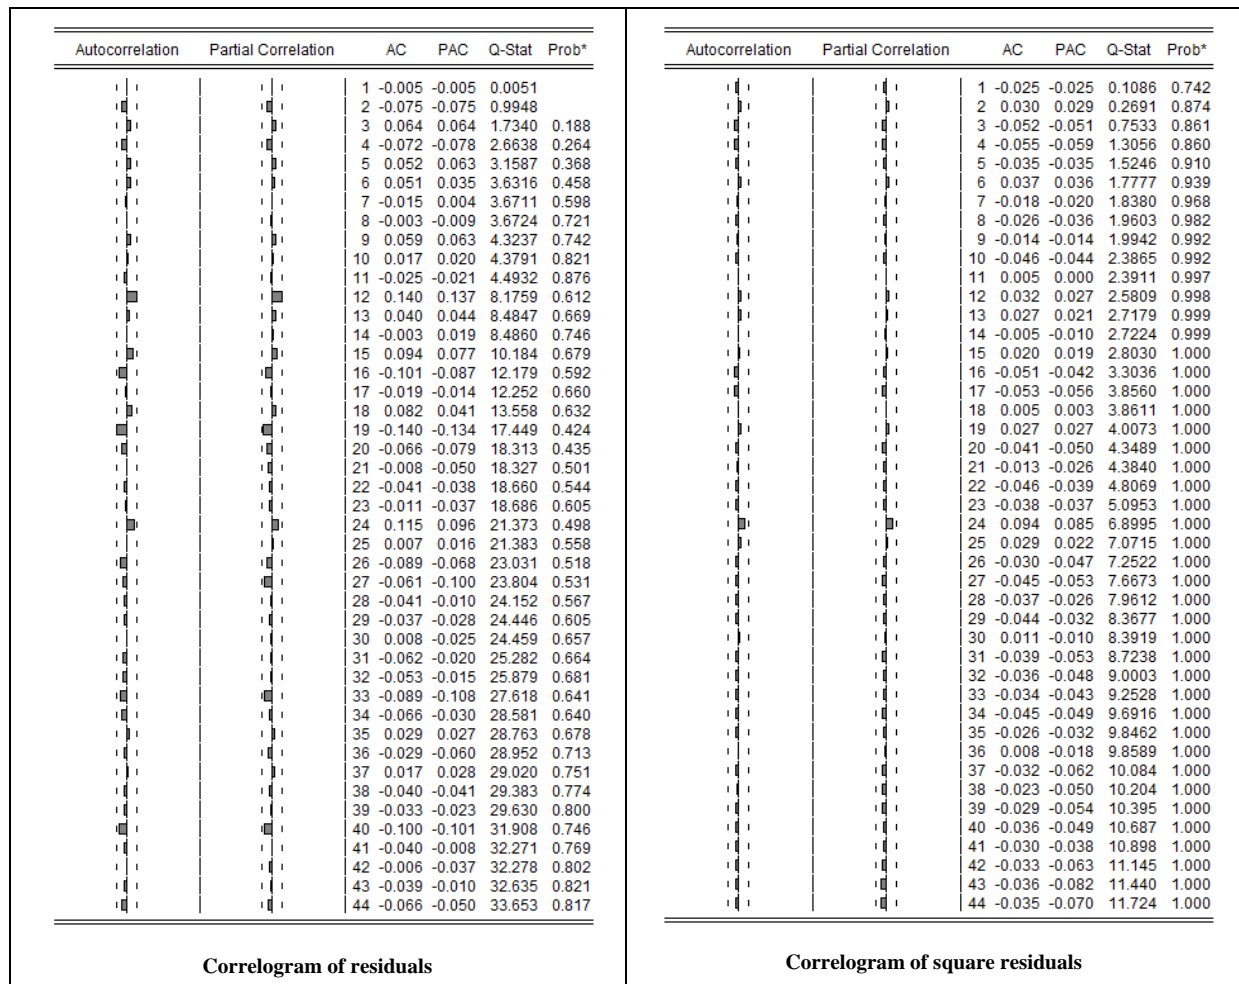 Autocorrelation Partial Correlation AC PAC Q-Stat Prob*
1 -0.005 -0.005 0.0051
2 -0.075 -0.075 0.9948
3 0.064 0.064 1.7340 0.188
4 -0.072 -0.078 2.6638 0.264
5 0.052 0.063 3.1587 0.368
6 0.051 0.035 3.6316 0.458
7 -0.015 0.004 3.6711 0.598
8 -0.003 -0.009 3.6724 0.721
9 0.059 0.063 4.3237 0.742
10 0.017 0.020 4.3791 0.821
11 -0.025 -0.021 4.4932 0.876
12 0.140 0.137 8.1759 0.612
13 0.040 0.044 8.4847 0.669
14 -0.003 0.019 8.4860 0.746
15 0.094 0.077 10.184 0.679
16 -0.101 -0.087 12.179 0.592
17 -0.019 -0.014 12.252 0.660
18 0.082 0.041 13.558 0.632
19 -0.140 -0.134 17.449 0.424
20 -0.066 -0.079 18.313 0.435
21 -0.008 -0.050 18.327 0.501
22 -0.041 -0.038 18.660 0.544
23 -0.011 -0.037 18.686 0.605
24 0.115 0.096 21.373 0.498
25 0.007 0.016 21.383 0.558
26 -0.089 -0.068 23.031 0.518
27 -0.061 -0.100 23.804 0.531
28 -0.041 -0.010 24.152 0.567
29 -0.037 -0.028 24.446 0.605
30 0.008 -0.025 24.459 0.657
31 -0.062 -0.020 25.282 0.664
32 -0.053 -0.015 25.879 0.681
33 -0.089 -0.108 27.618 0.641
34 -0.066 -0.030 28.581 0.640
35 0.029 0.027 28.763 0.678
36 -0.029 -0.060 28.952 0.713
37 0.017 0.028 29.020 0.751
38 -0.040 -0.041 29.383 0.774
39 -0.033 -0.023 29.630 0.800
40 -0.100 -0.101 31.908 0.746
41 -0.040 -0.008 32.271 0.769
42 -0.006 -0.037 32.278 0.802
43 -0.039 -0.010 32.635 0.821
44 -0.066 -0.050 33.653 0.817
Correlogram of residuals
Autocorrelation Partial Correlation AC PAC Q-Stat Prob*
1 -0.025 -0.025 0.1086 0.742
2 0.030 0.029 0.2691 0.874
3 -0.052 -0.051 0.7533 0.861
4 -0.055 -0.059 1.3056 0.860
5 -0.035 -0.035 1.5246 0.910
6 0.037 0.036 1.7777 0.939
7 -0.018 -0.020 1.8380 0.968
8 -0.026 -0.036 1.9603 0.982
9 -0.014 -0.014 1.9942 0.992
10 -0.046 -0.044 2.3865 0.992
11 0.005 0.000 2.3911 0.997
12 0.032 0.027 2.5809 0.998
13 0.027 0.021 2.7179 0.999
14 -0.005 -0.010 2.7224 0.999
15 0.020 0.019 2.8030 1.000
16 -0.051 -0.042 3.3036 1.000
17 -0.053 -0.056 3.8560 1.000
18 0.005 0.003 3.8611 1.000
19 0.027 0.027 4.0073 1.000
20 -0.041 -0.050 4.3489 1.000
21 -0.013 -0.026 4.3840 1.000
22 -0.046 -0.039 4.8069 1.000
23 -0.038 -0.037 5.0953 1.000
24 0.094 0.085 6.8995 1.000
25 0.029 0.022 7.0715 1.000
26 -0.030 -0.047 7.2522 1.000
27 -0.045 -0.053 7.6673 1.000
28 -0.037 -0.026 7.9612 1.000
29 -0.044 -0.032 8.3677 1.000
30 0.011 -0.010 8.3919 1.000
31 -0.039 -0.053 8.7238 1.000
32 -0.036 -0.048 9.0003 1.000
33 -0.034 -0.043 9.2528 1.000
34 -0.045 -0.049 9.6916 1.000
35 -0.026 -0.032 9.8462 1.000
36 0.008 -0.018 9.8589 1.000
37 -0.032 -0.062 10.084 1.000
38 -0.023 -0.050 10.204 1.000
39 -0.029 -0.054 10.395 1.000
40 -0.036 -0.049 10.687 1.000
41 -0.030 -0.038 10.898 1.000
42 -0.033 -0.063 11.145 1.000
43 -0.036 -0.082 11.440 1.000
44 -0.035 -0.070 11.724 1.000
Correlogram of square residuals